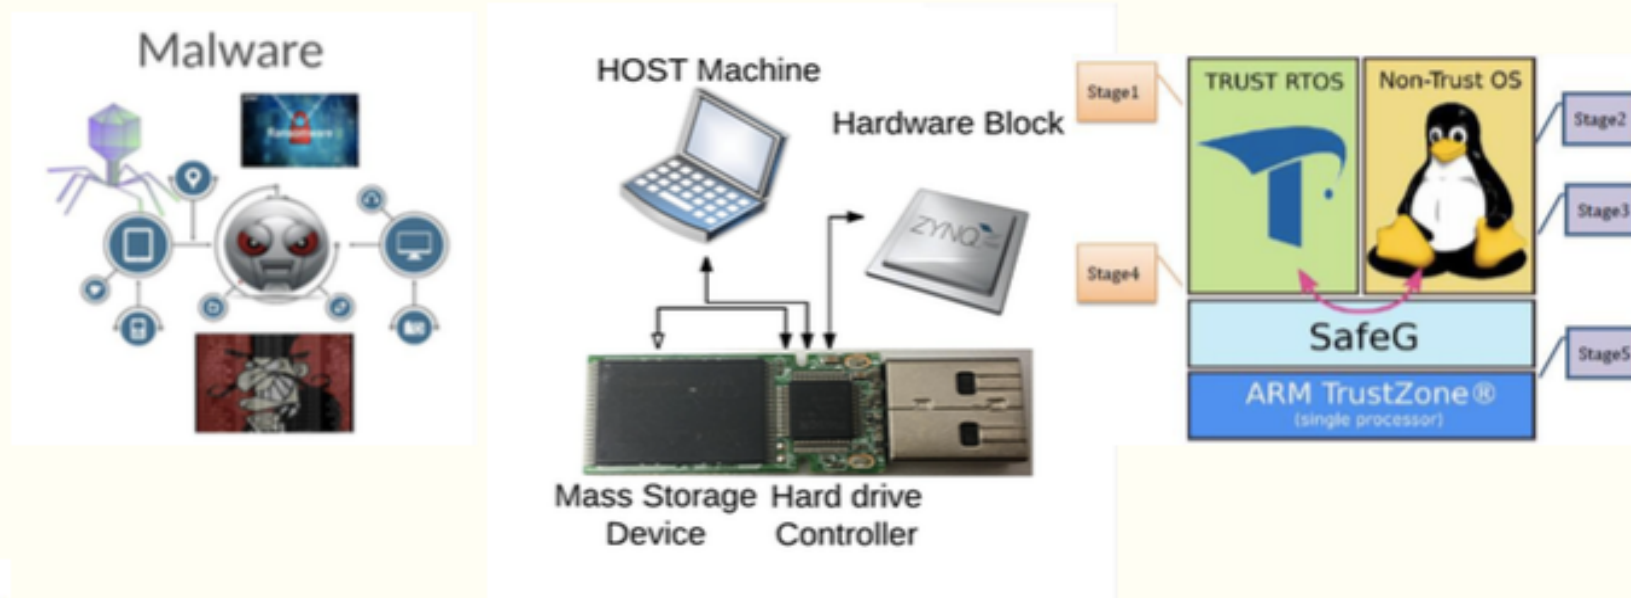 Malware
Ransomware
HOST Machine
Hardware Block
ZYNQ
Mass Storage
Device
Hard drive
Controller
Stage1
Stage4
TRUST RTOS
Non-Trust OS
SafeG
ARM TrustZone®
(single processor)
Stage2
Stage3
Stage5